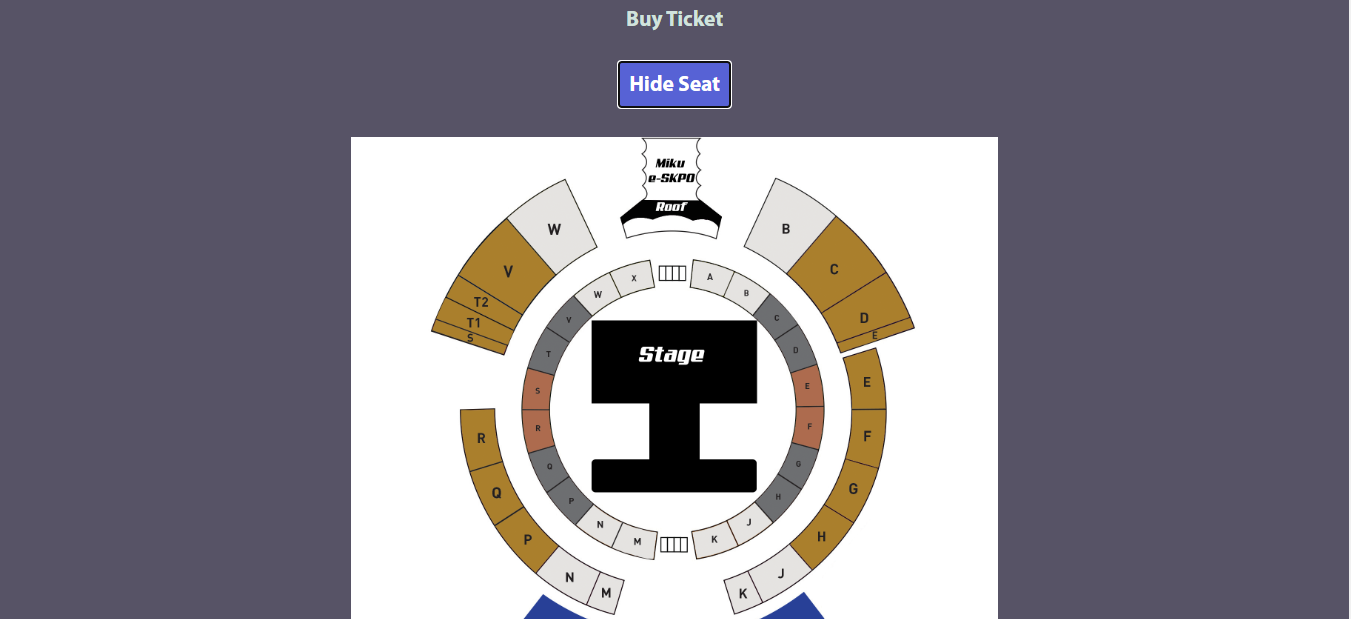 Buy Ticket
Hide Seat
Miku
e-SKPO
Roof
W
B
V
C
T2
T1
S
D
E
X
A
W
B
V
C
T
D
S
E
R
F
Q
G
P
H
N
J
M
K
Stage
E
F
G
H
J
K
R
Q
P
N
M